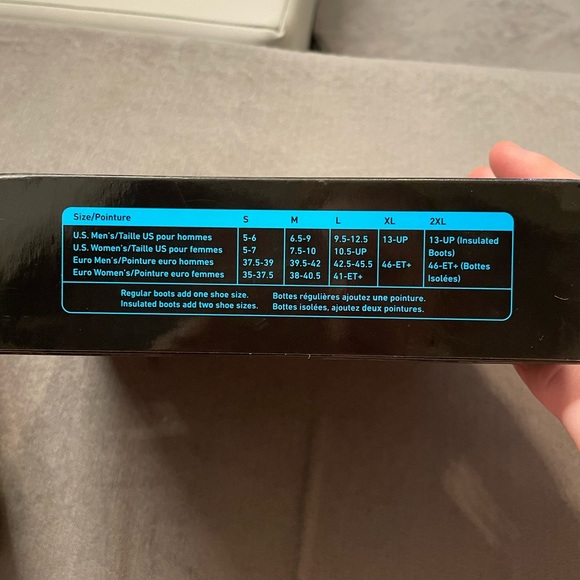 Size/Pointure S M L XL 2XL
U.S. Men's/Taille US pour hommes 5-6 6.5-9 9.5-12.5 13-UP 13-UP (Insulated
U.S. Women's/Taille US pour femmes 5-7 7.5-10 10.5-UP Boots)
Euro Men's/Pointure euro hommes 37.5-39 39.5-42 42.5-45.5 46-ET+ 46-ET+ (Bottes
Euro Women's/Pointure euro femmes 35-37.5 38-40.5 41-ET+ Isolées)
Regular boots add one shoe size. Bottes régulières ajoutez une pointure.
Insulated boots add two shoe sizes. Bottes isolées, ajoutez deux pointures.